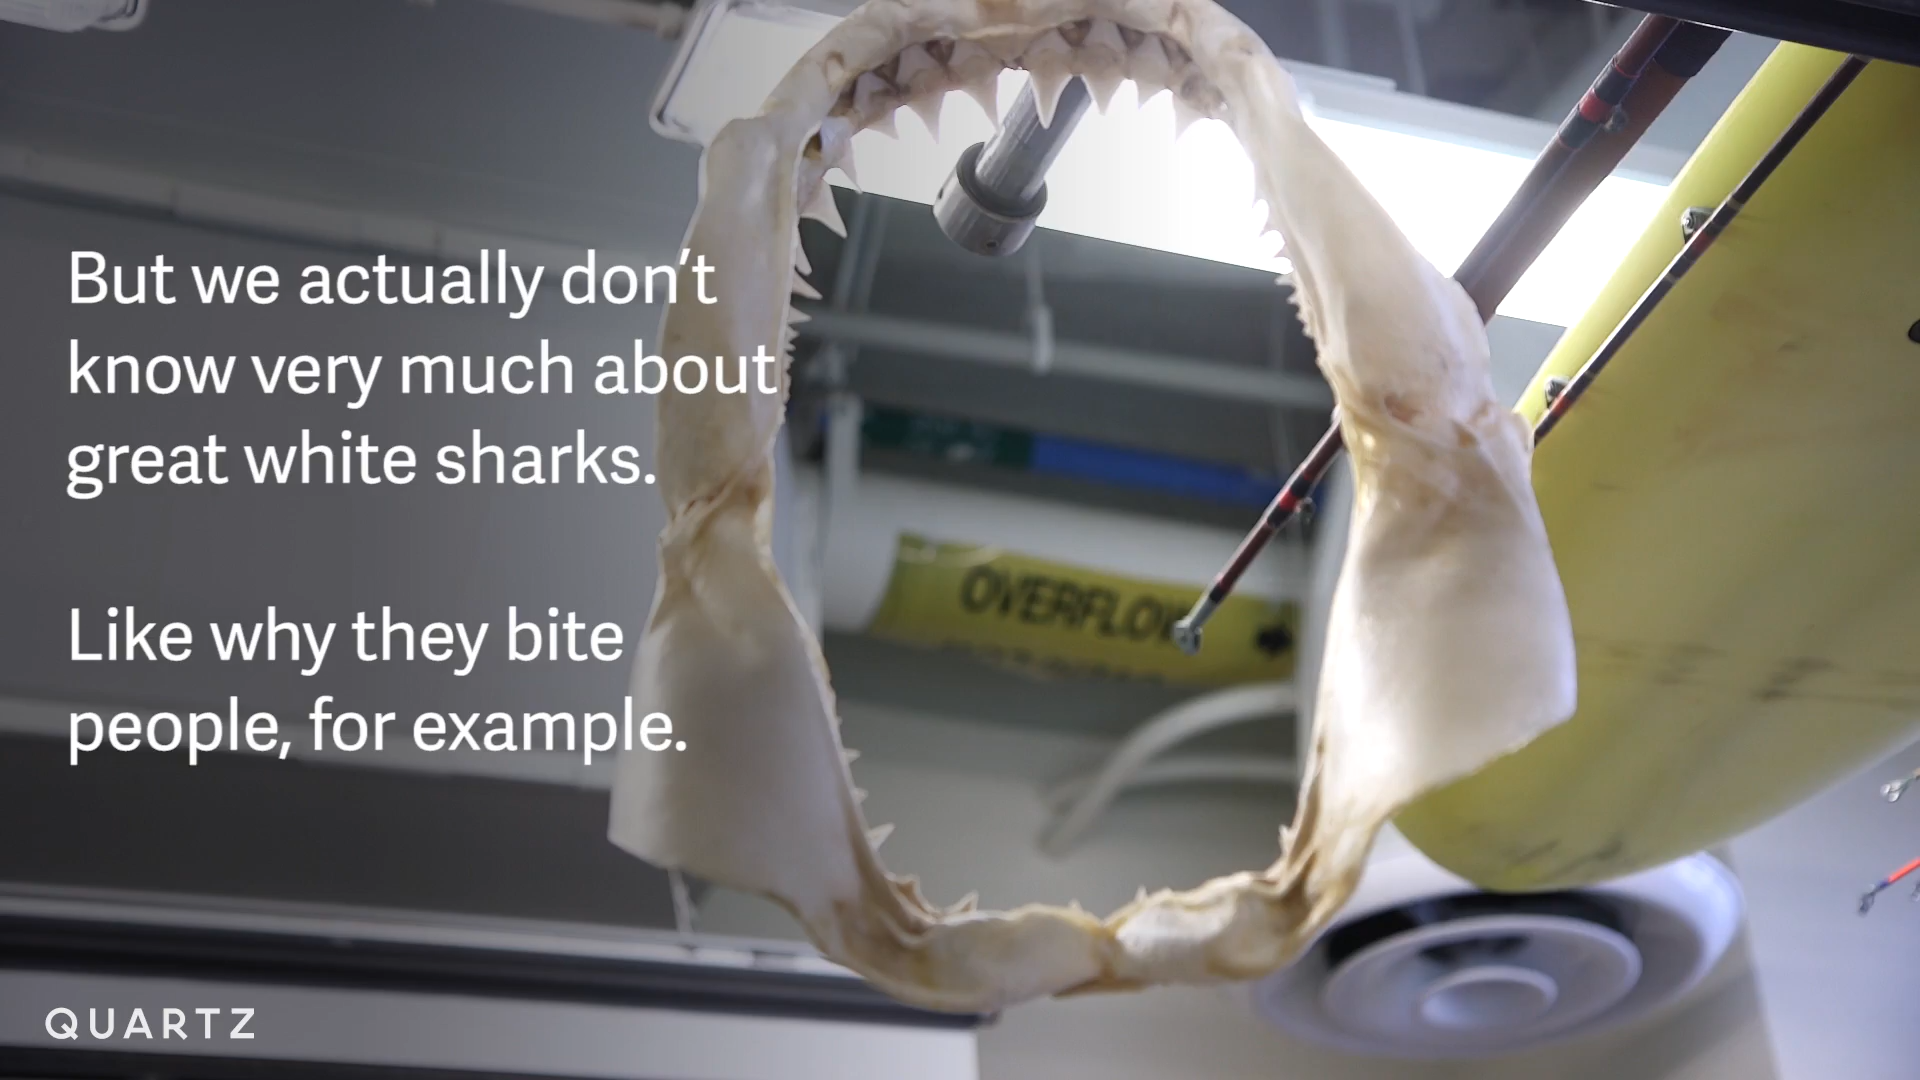 But we actually don't
know very much about
great white sharks.
Like why they bite
people, for example.
OVERFLOW
QUARTZ